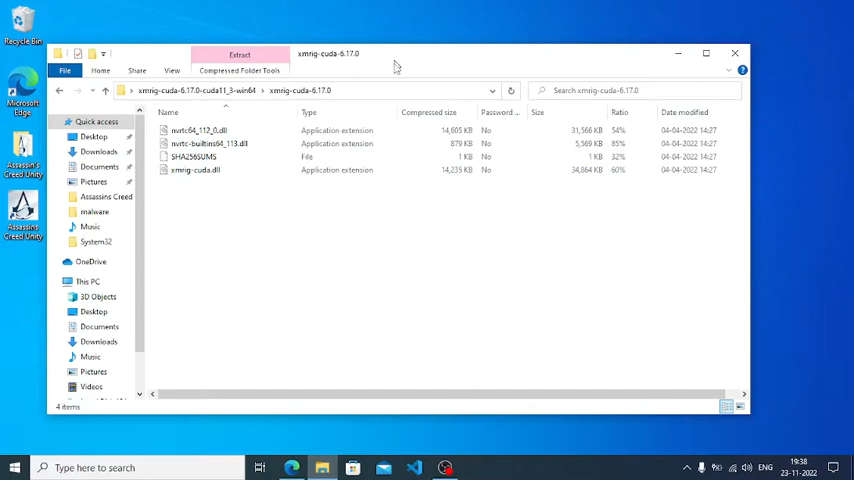 Recycle Bin
Microsoft Edge
Assassin's Creed Unity
Assassins Creed Unity
Extract
xmrig-cuda-6.17.0
File
Home
Share
View
Compressed Folder Tools
xmrig-cuda-6.17.0-cuda11_3-win64
xmrig-cuda-6.17.0
Search xmrig-cuda-6.17.0
Name Type Compressed size Password ... Size Ratio Date modified
nvrtc64_112_0.dll Application extension 14,605 KB No 31,566 KB 54% 04-04-2022 14:27
nvrtc-builtins64_113.dll Application extension 879 KB No 5,569 KB 85% 04-04-2022 14:27
SHA256SUMS File 1 KB No 1 KB 32% 04-04-2022 14:27
xmrig-cuda.dll Application extension 14,235 KB No 34,864 KB 60% 04-04-2022 14:27
Quick access
Desktop
Downloads
Documents
Pictures
Assassins Creed
malware
Music
System32
OneDrive
This PC
3D Objects
Desktop
Documents
Downloads
Music
Pictures
Videos
4 items
Type here to search
ENG
19:38
23-11-2022